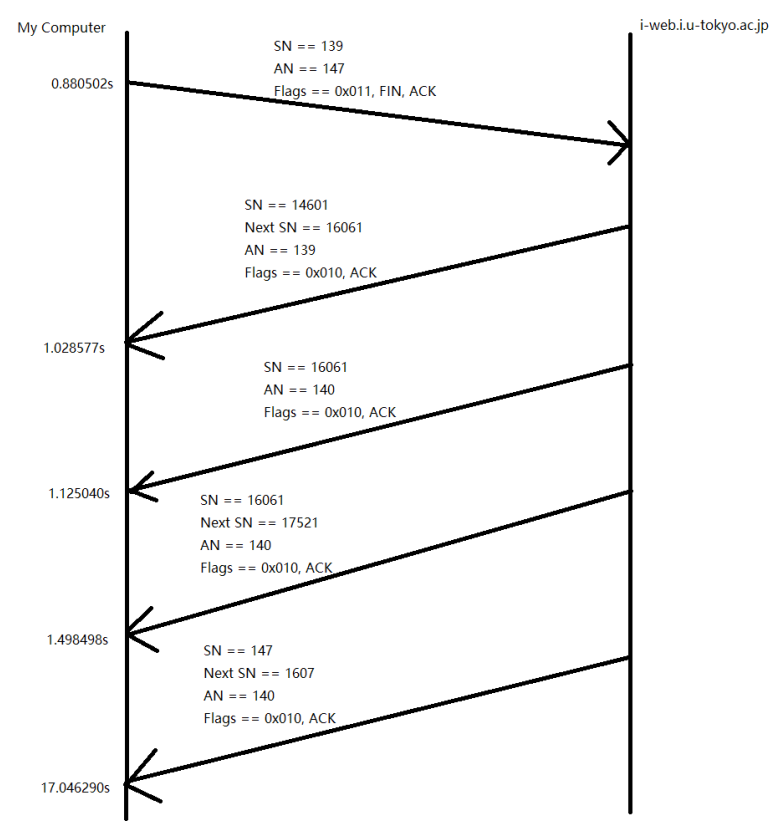 My Computer
i-web.i.u-tokyo.ac.jp
SN == 139
AN == 147
0.880502s
Flags == 0x011, FIN, ACK
SN == 14601
Next SN == 16061
AN == 139
Flags == 0x010, ACK
1.028577s
SN == 16061
AN == 140
Flags == 0x010, ACK
1.125040s
SN == 16061
Next SN == 17521
AN == 140
Flags == 0x010, ACK
1.498498s
SN == 147
Next SN == 1607
AN == 140
Flags == 0x010, ACK
17.046290s